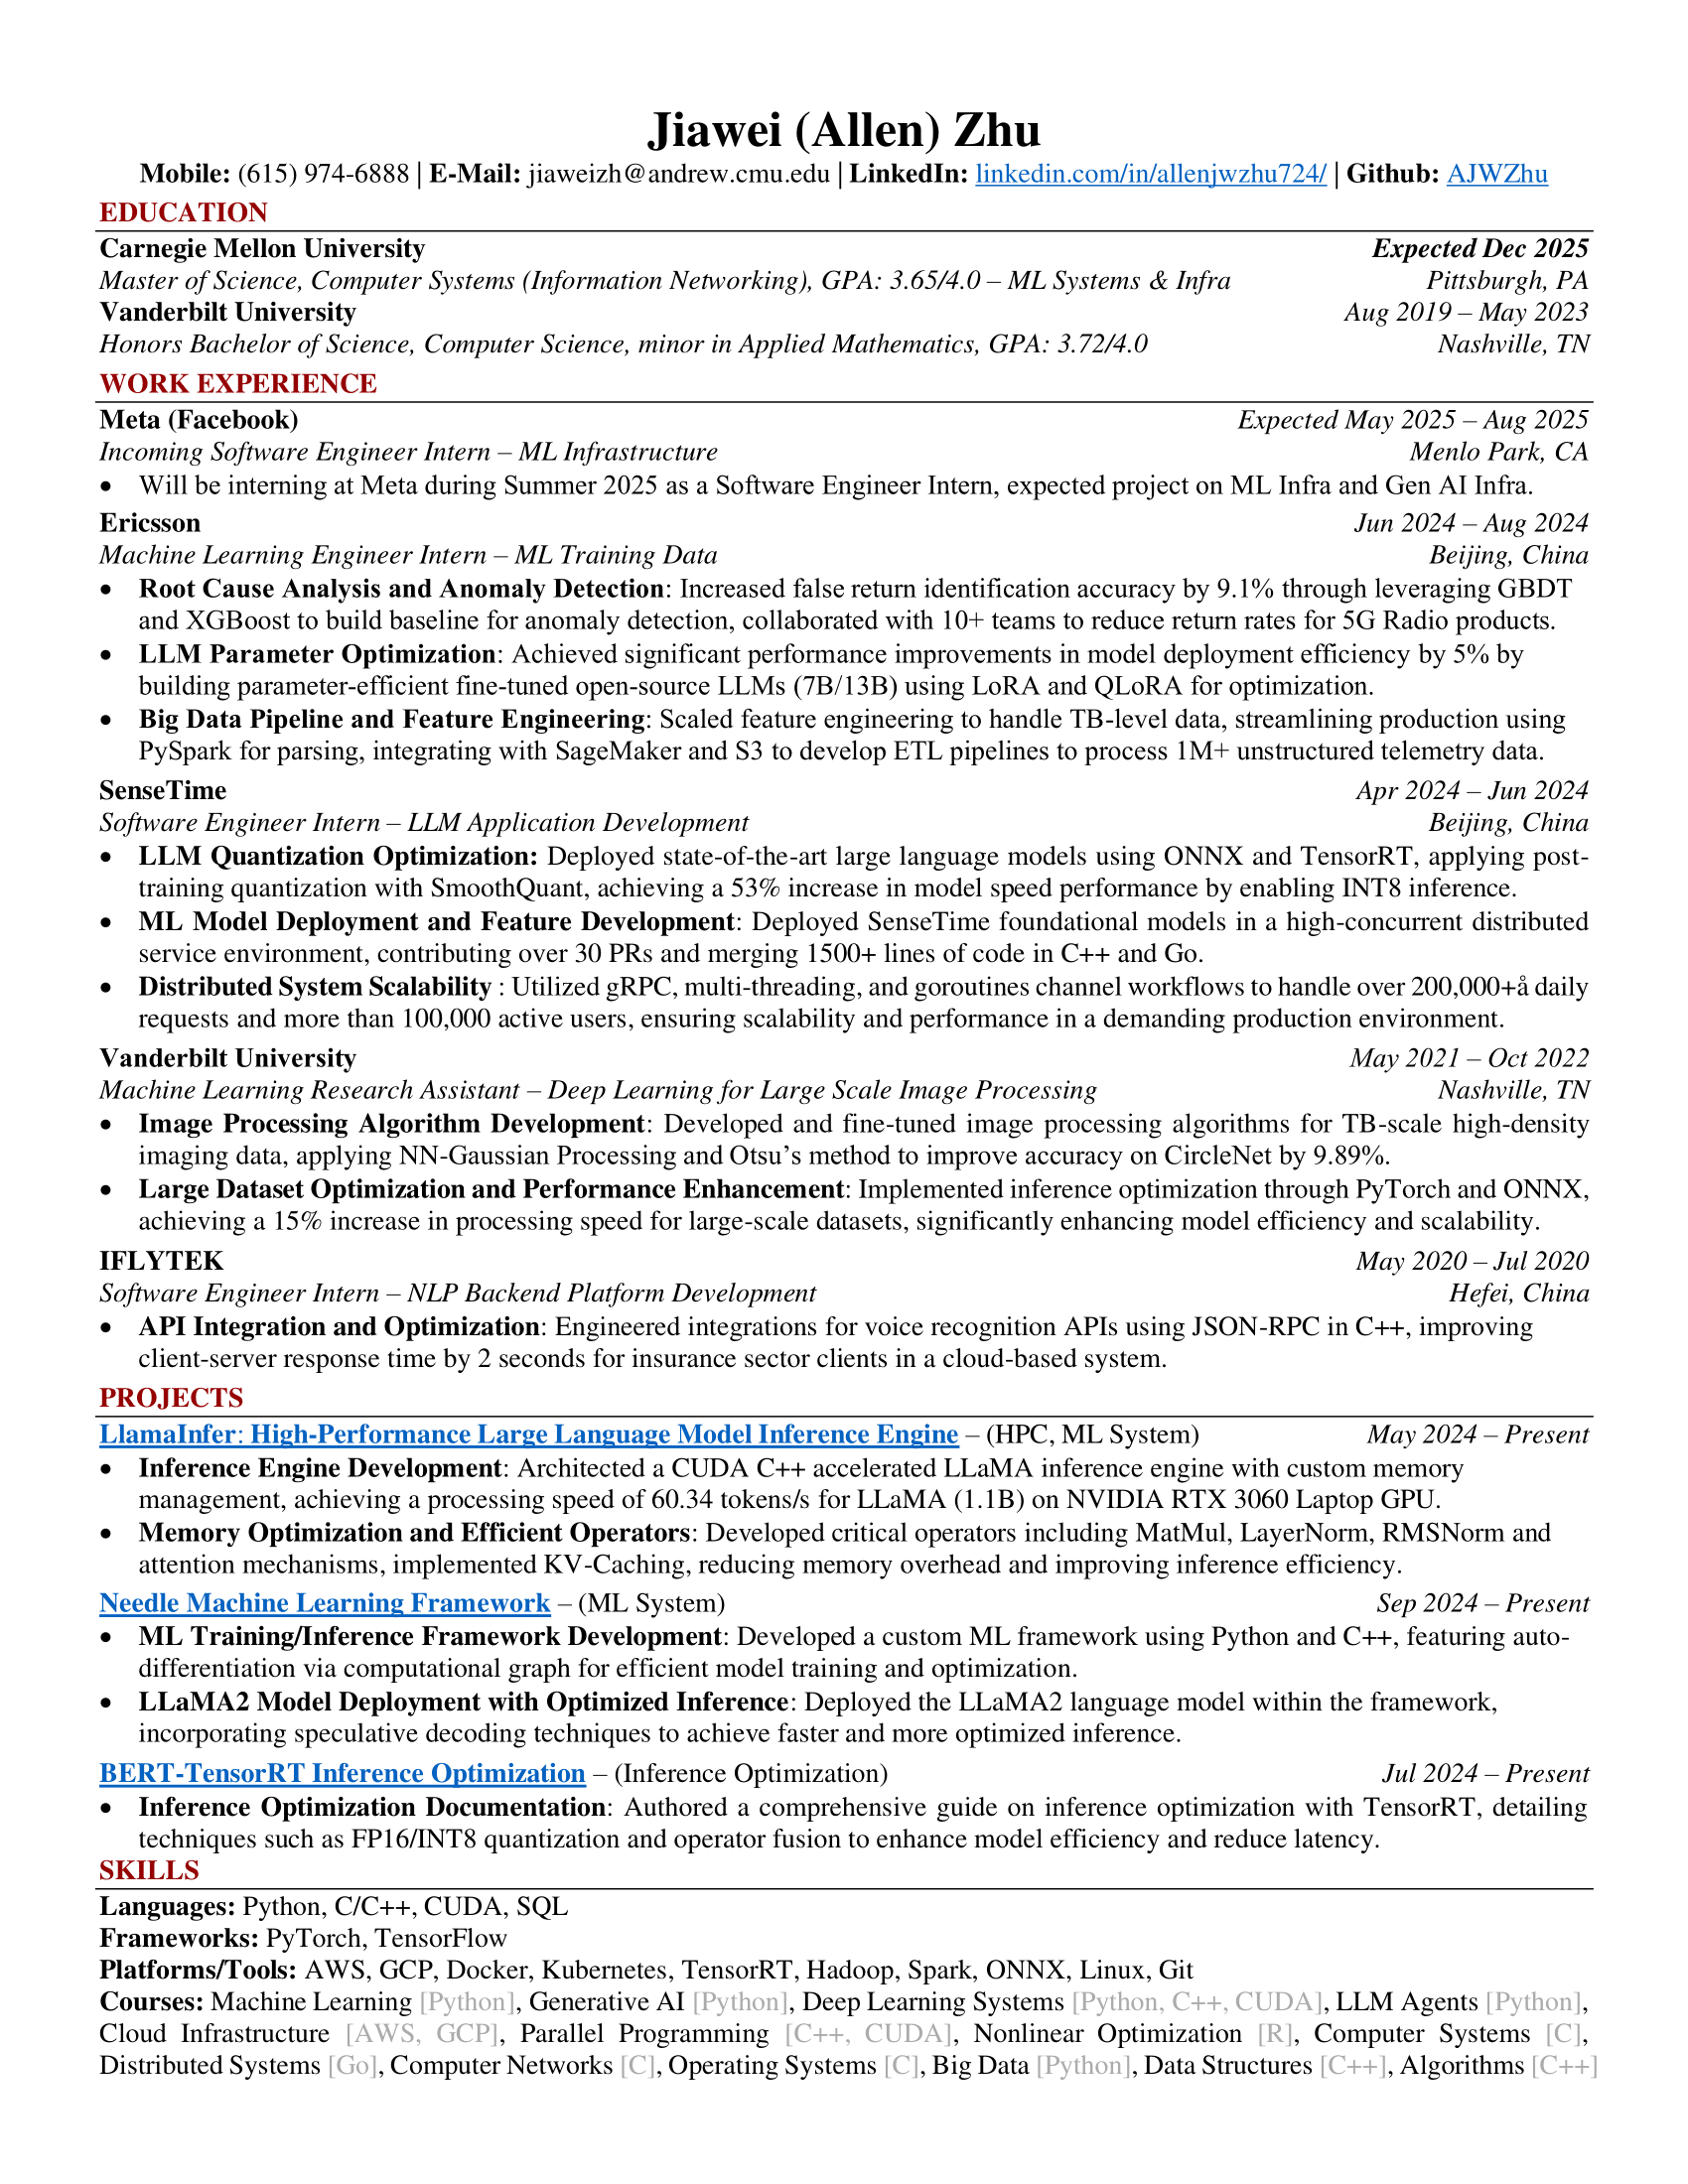 Jiawei (Allen) Zhu
Mobile: (615) 974-6888 | E-Mail: jiaweizh@andrew.cmu.edu | LinkedIn: linkedin.com/in/allenjwzhu724/ | Github: AJWZhu
EDUCATION
Carnegie Mellon University Expected Dec 2025
Master of Science, Computer Systems (Information Networking), GPA: 3.65/4.0 – ML Systems & Infra Pittsburgh, PA
Vanderbilt University Aug 2019 – May 2023
Honors Bachelor of Science, Computer Science, minor in Applied Mathematics, GPA: 3.72/4.0 Nashville, TN
WORK EXPERIENCE
Meta (Facebook) Expected May 2025 – Aug 2025
Incoming Software Engineer Intern – ML Infrastructure Menlo Park, CA
• Will be interning at Meta during Summer 2025 as a Software Engineer Intern, expected project on ML Infra and Gen AI Infra.
Ericsson Jun 2024 – Aug 2024
Machine Learning Engineer Intern – ML Training Data Beijing, China
• Root Cause Analysis and Anomaly Detection: Increased false return identification accuracy by 9.1% through leveraging GBDT
and XGBoost to build baseline for anomaly detection, collaborated with 10+ teams to reduce return rates for 5G Radio products.
• LLM Parameter Optimization: Achieved significant performance improvements in model deployment efficiency by 5% by
building parameter-efficient fine-tuned open-source LLMs (7B/13B) using LoRA and QLoRA for optimization.
• Big Data Pipeline and Feature Engineering: Scaled feature engineering to handle TB-level data, streamlining production using
PySpark for parsing, integrating with SageMaker and S3 to develop ETL pipelines to process 1M+ unstructured telemetry data.
SenseTime Apr 2024 – Jun 2024
Software Engineer Intern – LLM Application Development Beijing, China
• LLM Quantization Optimization: Deployed state-of-the-art large language models using ONNX and TensorRT, applying post-
training quantization with SmoothQuant, achieving a 53% increase in model speed performance by enabling INT8 inference.
• ML Model Deployment and Feature Development: Deployed SenseTime foundational models in a high-concurrent distributed
service environment, contributing over 30 PRs and merging 1500+ lines of code in C++ and Go.
• Distributed System Scalability : Utilized gRPC, multi-threading, and goroutines channel workflows to handle over 200,000+å daily
requests and more than 100,000 active users, ensuring scalability and performance in a demanding production environment.
Vanderbilt University May 2021 – Oct 2022
Machine Learning Research Assistant – Deep Learning for Large Scale Image Processing Nashville, TN
• Image Processing Algorithm Development: Developed and fine-tuned image processing algorithms for TB-scale high-density
imaging data, applying NN-Gaussian Processing and Otsu’s method to improve accuracy on CircleNet by 9.89%.
• Large Dataset Optimization and Performance Enhancement: Implemented inference optimization through PyTorch and ONNX,
achieving a 15% increase in processing speed for large-scale datasets, significantly enhancing model efficiency and scalability.
IFLYTEK May 2020 – Jul 2020
Software Engineer Intern – NLP Backend Platform Development Hefei, China
• API Integration and Optimization: Engineered integrations for voice recognition APIs using JSON-RPC in C++, improving
client-server response time by 2 seconds for insurance sector clients in a cloud-based system.
PROJECTS
LlamaInfer: High-Performance Large Language Model Inference Engine – (HPC, ML System) May 2024 – Present
• Inference Engine Development: Architected a CUDA C++ accelerated LLaMA inference engine with custom memory
management, achieving a processing speed of 60.34 tokens/s for LLaMA (1.1B) on NVIDIA RTX 3060 Laptop GPU.
• Memory Optimization and Efficient Operators: Developed critical operators including MatMul, LayerNorm, RMSNorm and
attention mechanisms, implemented KV-Caching, reducing memory overhead and improving inference efficiency.
Needle Machine Learning Framework – (ML System) Sep 2024 – Present
• ML Training/Inference Framework Development: Developed a custom ML framework using Python and C++, featuring auto-
differentiation via computational graph for efficient model training and optimization.
• LLaMA2 Model Deployment with Optimized Inference: Deployed the LLaMA2 language model within the framework,
incorporating speculative decoding techniques to achieve faster and more optimized inference.
BERT-TensorRT Inference Optimization – (Inference Optimization) Jul 2024 – Present
• Inference Optimization Documentation: Authored a comprehensive guide on inference optimization with TensorRT, detailing
techniques such as FP16/INT8 quantization and operator fusion to enhance model efficiency and reduce latency.
SKILLS
Languages: Python, C/C++, CUDA, SQL
Frameworks: PyTorch, TensorFlow
Platforms/Tools: AWS, GCP, Docker, Kubernetes, TensorRT, Hadoop, Spark, ONNX, Linux, Git
Courses: Machine Learning [Python], Generative AI [Python], Deep Learning Systems [Python, C++, CUDA], LLM Agents [Python],
Cloud Infrastructure [AWS, GCP], Parallel Programming [C++, CUDA], Nonlinear Optimization [R], Computer Systems [C],
Distributed Systems [Go], Computer Networks [C], Operating Systems [C], Big Data [Python], Data Structures [C++], Algorithms [C++]